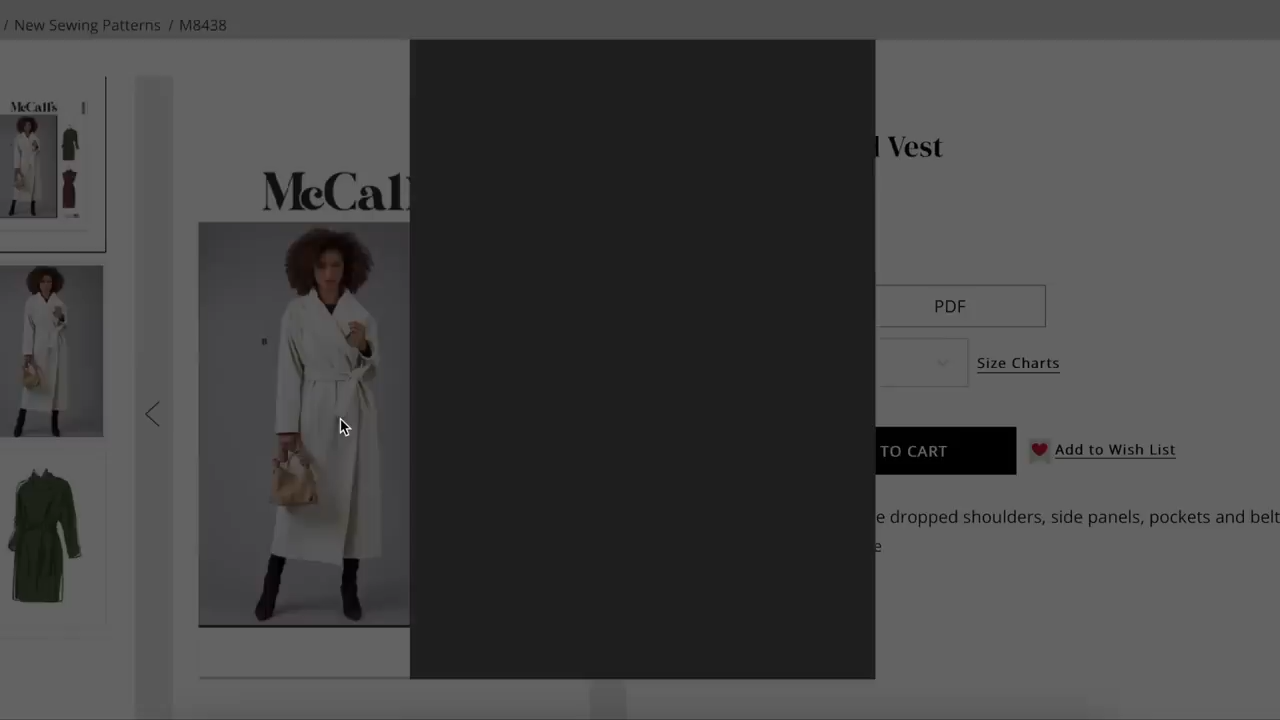 / New Sewing Patterns / M8438
McCall's
McCal
Vest
PDF
Size Charts
TO CART
Add to Wish List
e dropped shoulders, side panels, pockets and belt
e